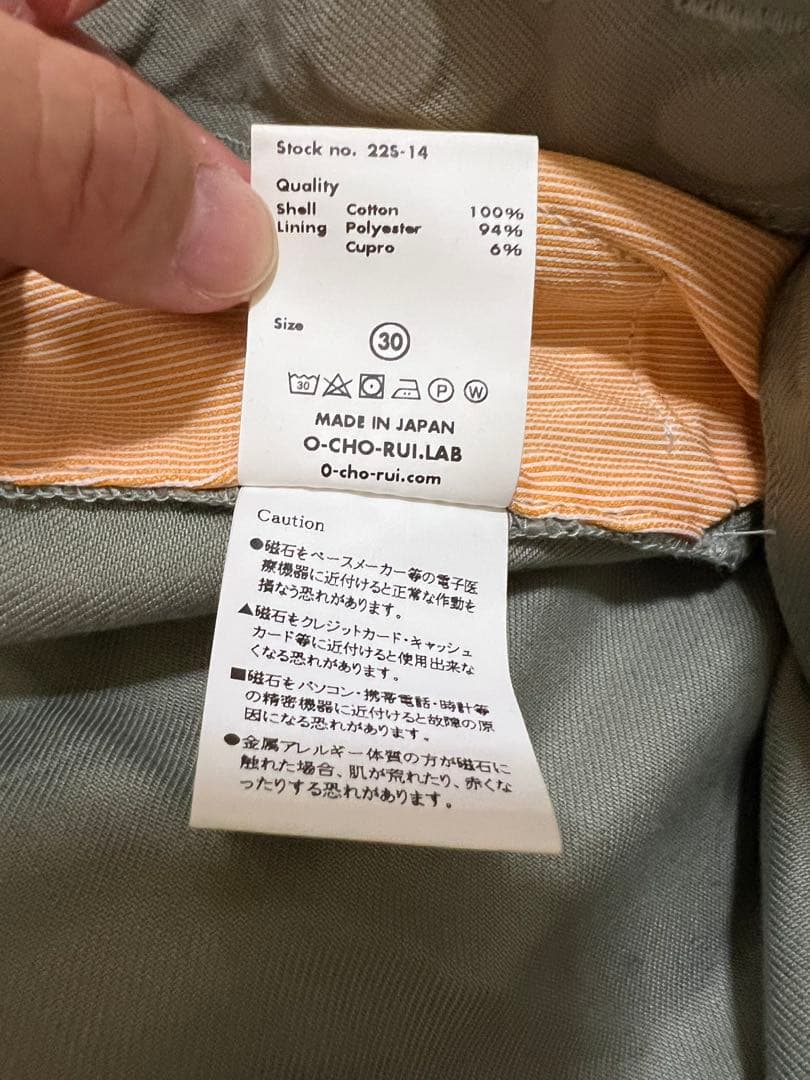 Stock no. 22S-14
Quality
Shell Cotton 100%
Lining Polyester 94%
Cupro 6%
Size 30
30 P W
MADE IN JAPAN
O-CHO-RUI.LAB
O-cho-rui.com
Caution
●磁石をペースメーカー等の電子医
療機器に近付けると正常な作動を
損なう恐れがあります。
▲磁石をクレジットカード・キャッシュ
カード等に近付けると使用出来な
くなる恐れがあります。
■磁石をパソコン・携帯電話・時計等
の精密機器に近付けると故障の原
因になる恐れがあります。
●金属アレルギー体質の方が磁石に
触れた場合、肌が荒れたり、赤くな
ったりする恐れがあります。